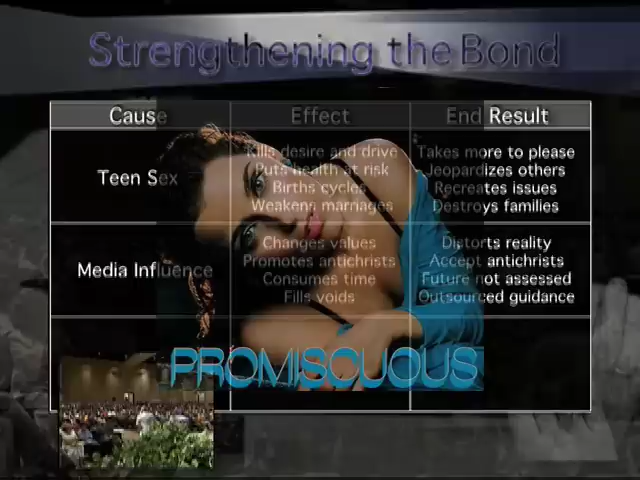 Strengthening the Bond
Cause Effect End Result
Teen Sex
Kills desire and drive
Puts health at risk
Births cycles
Weakens marriages
Takes more to please
Jeopardizes others
Recreates issues
Destroys families
Media Influence
Changes values
Promotes antichrists
Consumes time
Fills voids
Distorts reality
Accept antichrists
Future not assessed
Outsourced guidance
PROMISCUOUS